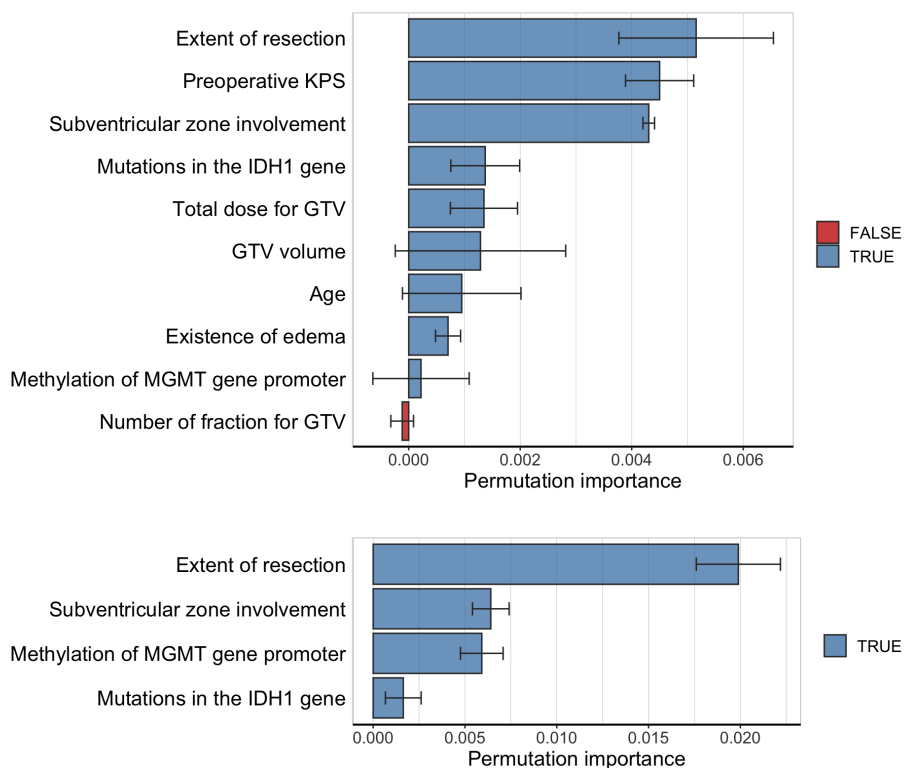 Extent of resection
Preoperative KPS
Subventricular zone involvement
Mutations in the IDH1 gene
Total dose for GTV
GTV volume
Age
Existence of edema
Methylation of MGMT gene promoter
Number of fraction for GTV
0.000 0.002 0.004 0.006
Permutation importance
FALSE
TRUE
Extent of resection
Subventricular zone involvement
Methylation of MGMT gene promoter
Mutations in the IDH1 gene
0.000 0.005 0.010 0.015 0.020
Permutation importance
TRUE